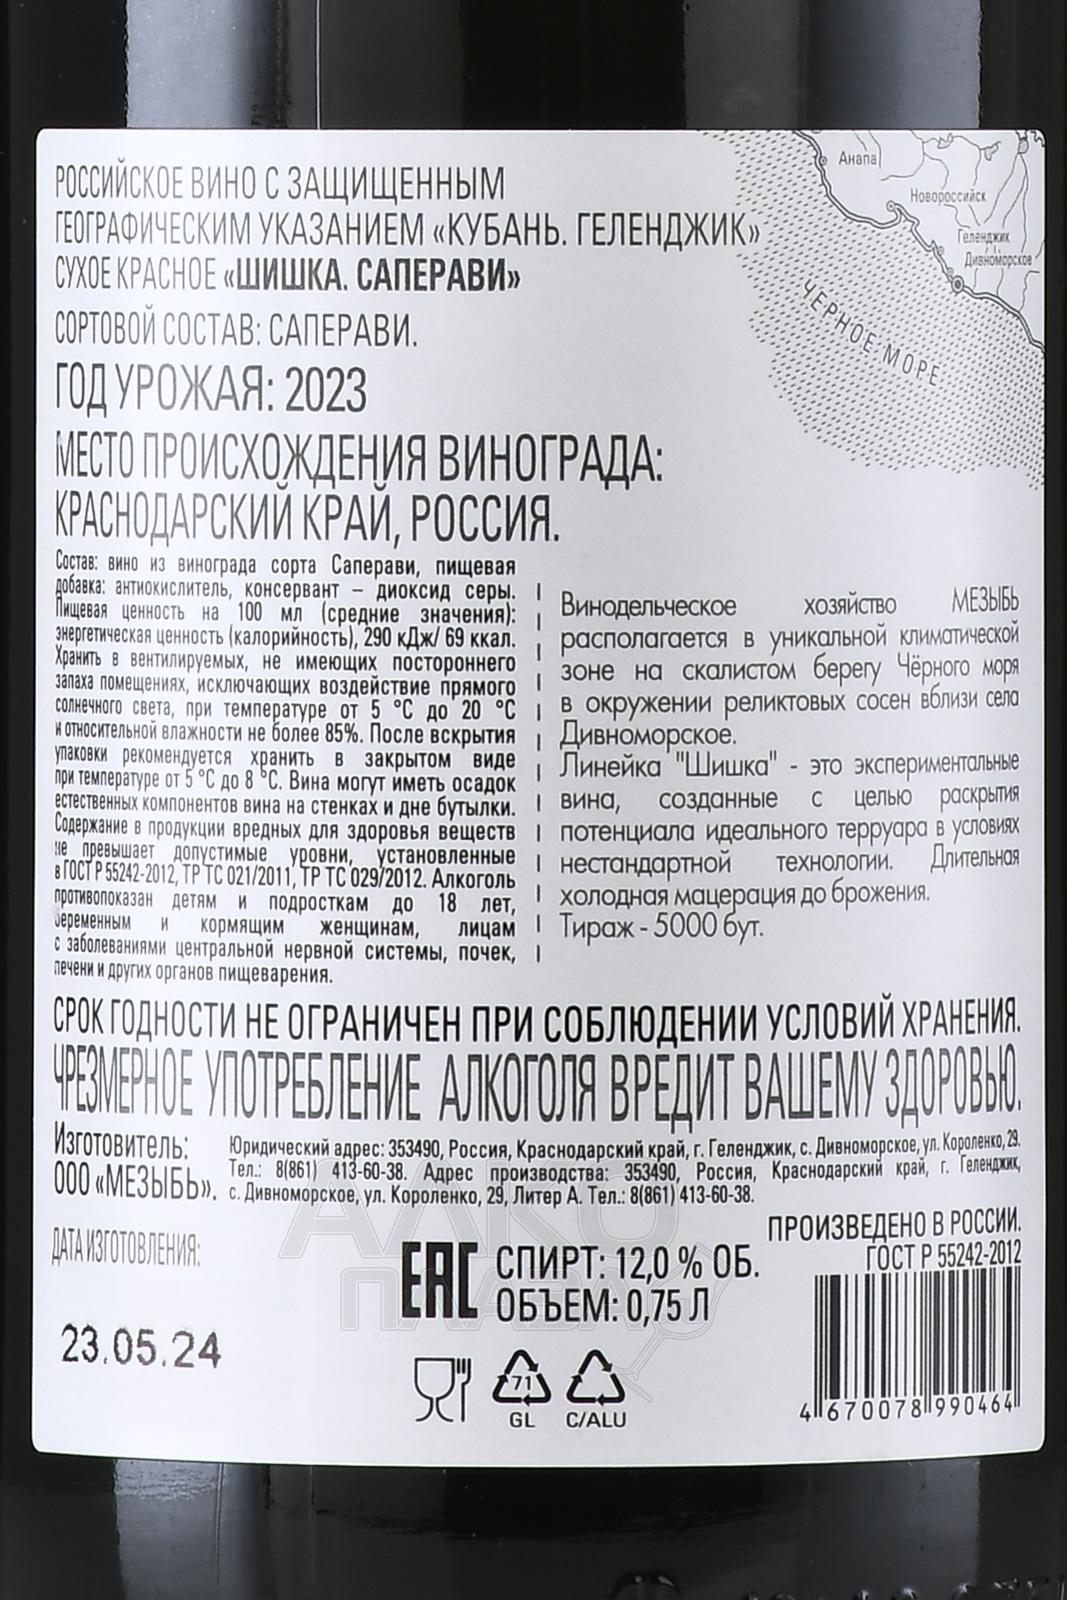 РОССИЙСКОЕ ВИНО С ЗАЩИЩЕННЫМ
ГЕОГРАФИЧЕСКИМ УКАЗАНИЕМ «КУБАНЬ. ГЕЛЕНДЖИК»
СУХОЕ КРАСНОЕ «ШИШКА. САПЕРАВИ»
СОРТОВОЙ СОСТАВ: САПЕРАВИ.
ГОД УРОЖАЯ: 2023
МЕСТО ПРОИСХОЖДЕНИЯ ВИНОГРАДА:
КРАСНОДАРСКИЙ КРАЙ, РОССИЯ.
Анапа
Новороссийск
Геленджик
Дивноморское
ЧЕРНОЕ МОРЕ
Состав: вино из винограда сорта Саперави, пищевая
добавка: антиокислитель, консервант – диоксид серы.
Пищевая ценность на 100 мл (средние значения):
энергетическая ценность (калорийность), 290 кДж/ 69 ккал.
Хранить в вентилируемых, не имеющих постороннего
запаха помещениях, исключающих воздействие прямого
солнечного света, при температуре от 5 °С до 20 °С
и относительной влажности не более 85%. После вскрытия
упаковки рекомендуется хранить в закрытом виде
при температуре от 5 °С до 8 °С. Вина могут иметь осадок
естественных компонентов вина на стенках и дне бутылки.
Содержание в продукции вредных для здоровья веществ
не превышает допустимые уровни, установленные
в ГОСТ Р 55242-2012, ТР ТС 021/2011, ТР ТС 029/2012. Алкоголь
противопоказан детям и подросткам до 18 лет,
беременным и кормящим женщинам, лицам
с заболеваниями центральной нервной системы, почек,
печени и других органов пищеварения.
Винодельческое хозяйство МЕЗЫБЬ
располагается в уникальной климатической
зоне на скалистом берегу Чёрного моря
в окружении реликтовых сосен вблизи села
Дивноморское.
Линейка "Шишка" - это экспериментальные
вина, созданные с целью раскрытия
потенциала идеального терруара в условиях
нестандартной технологии. Длительная
холодная мацерация до брожения.
Тираж - 5000 бут.
СРОК ГОДНОСТИ НЕ ОГРАНИЧЕН ПРИ СОБЛЮДЕНИИ УСЛОВИЙ ХРАНЕНИЯ.
ЧРЕЗМЕРНОЕ УПОТРЕБЛЕНИЕ АЛКОГОЛЯ ВРЕДИТ ВАШЕМУ ЗДОРОВЬЮ.
Изготовитель:
ООО «МЕЗЫБЬ».
Юридический адрес: 353490, Россия, Краснодарский край, г. Геленджик, с. Дивноморское, ул. Короленко, 29.
Тел.: 8(861) 413-60-38. Адрес производства: 353490, Россия, Краснодарский край, г. Геленджик,
с. Дивноморское, ул. Короленко, 29, Литер А. Тел.: 8(861) 413-60-38.
ДАТА ИЗГОТОВЛЕНИЯ:
23.05.24
ЕАС
СПИРТ: 12,0 % ОБ.
ОБЪЕМ: 0,75 Л
ПРОИЗВЕДЕНО В РОССИИ.
ГОСТ Р 55242-2012
71
GL
C/ALU
4 670078 990464
АЛКО
ПЛАЗА